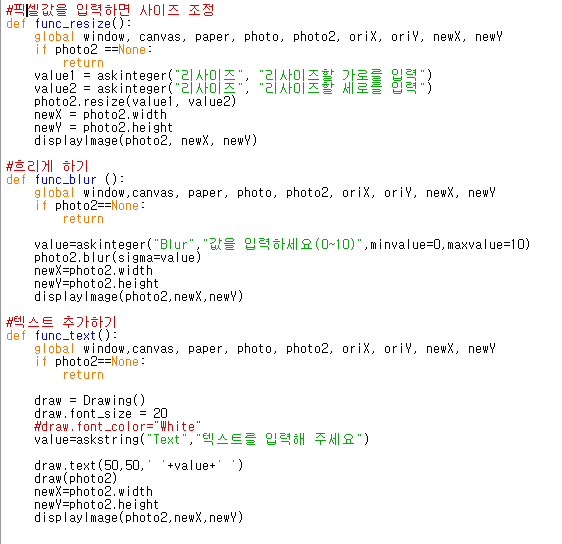 #픽셀값을 입력하면 사이즈 조정
def func_resize():
    global window, canvas, paper, photo, photo2, oriX, oriY, newX, newY
    if photo2 ==None:
        return
    value1 = askinteger("리사이즈", "리사이즈할 가로를 입력")
    value2 = askinteger("리사이즈", "리사이즈할 세로를 입력")
    photo2.resize(value1, value2)
    newX = photo2.width
    newY = photo2.height
    displayImage(photo2, newX, newY)

#흐리게 하기
def func_blur ():
    global window,canvas, paper, photo, photo2, oriX, oriY, newX, newY
    if photo2==None:
        return

    value=askinteger("Blur","값을 입력하세요(0~10)",minvalue=0,maxvalue=10)
    photo2.blur(sigma=value)
    newX=photo2.width
    newY=photo2.height
    displayImage(photo2,newX,newY)

#텍스트 추가하기
def func_text():
    global window,canvas, paper, photo, photo2, oriX, oriY, newX, newY
    if photo2==None:
        return

    draw = Drawing()
    draw.font_size = 20
    #draw.font_color="White"
    value=askstring("Text","텍스트를 입력해 주세요")

    draw.text(50,50,' '+value+' ')
    draw(photo2)
    newX=photo2.width
    newY=photo2.height
    displayImage(photo2,newX,newY)